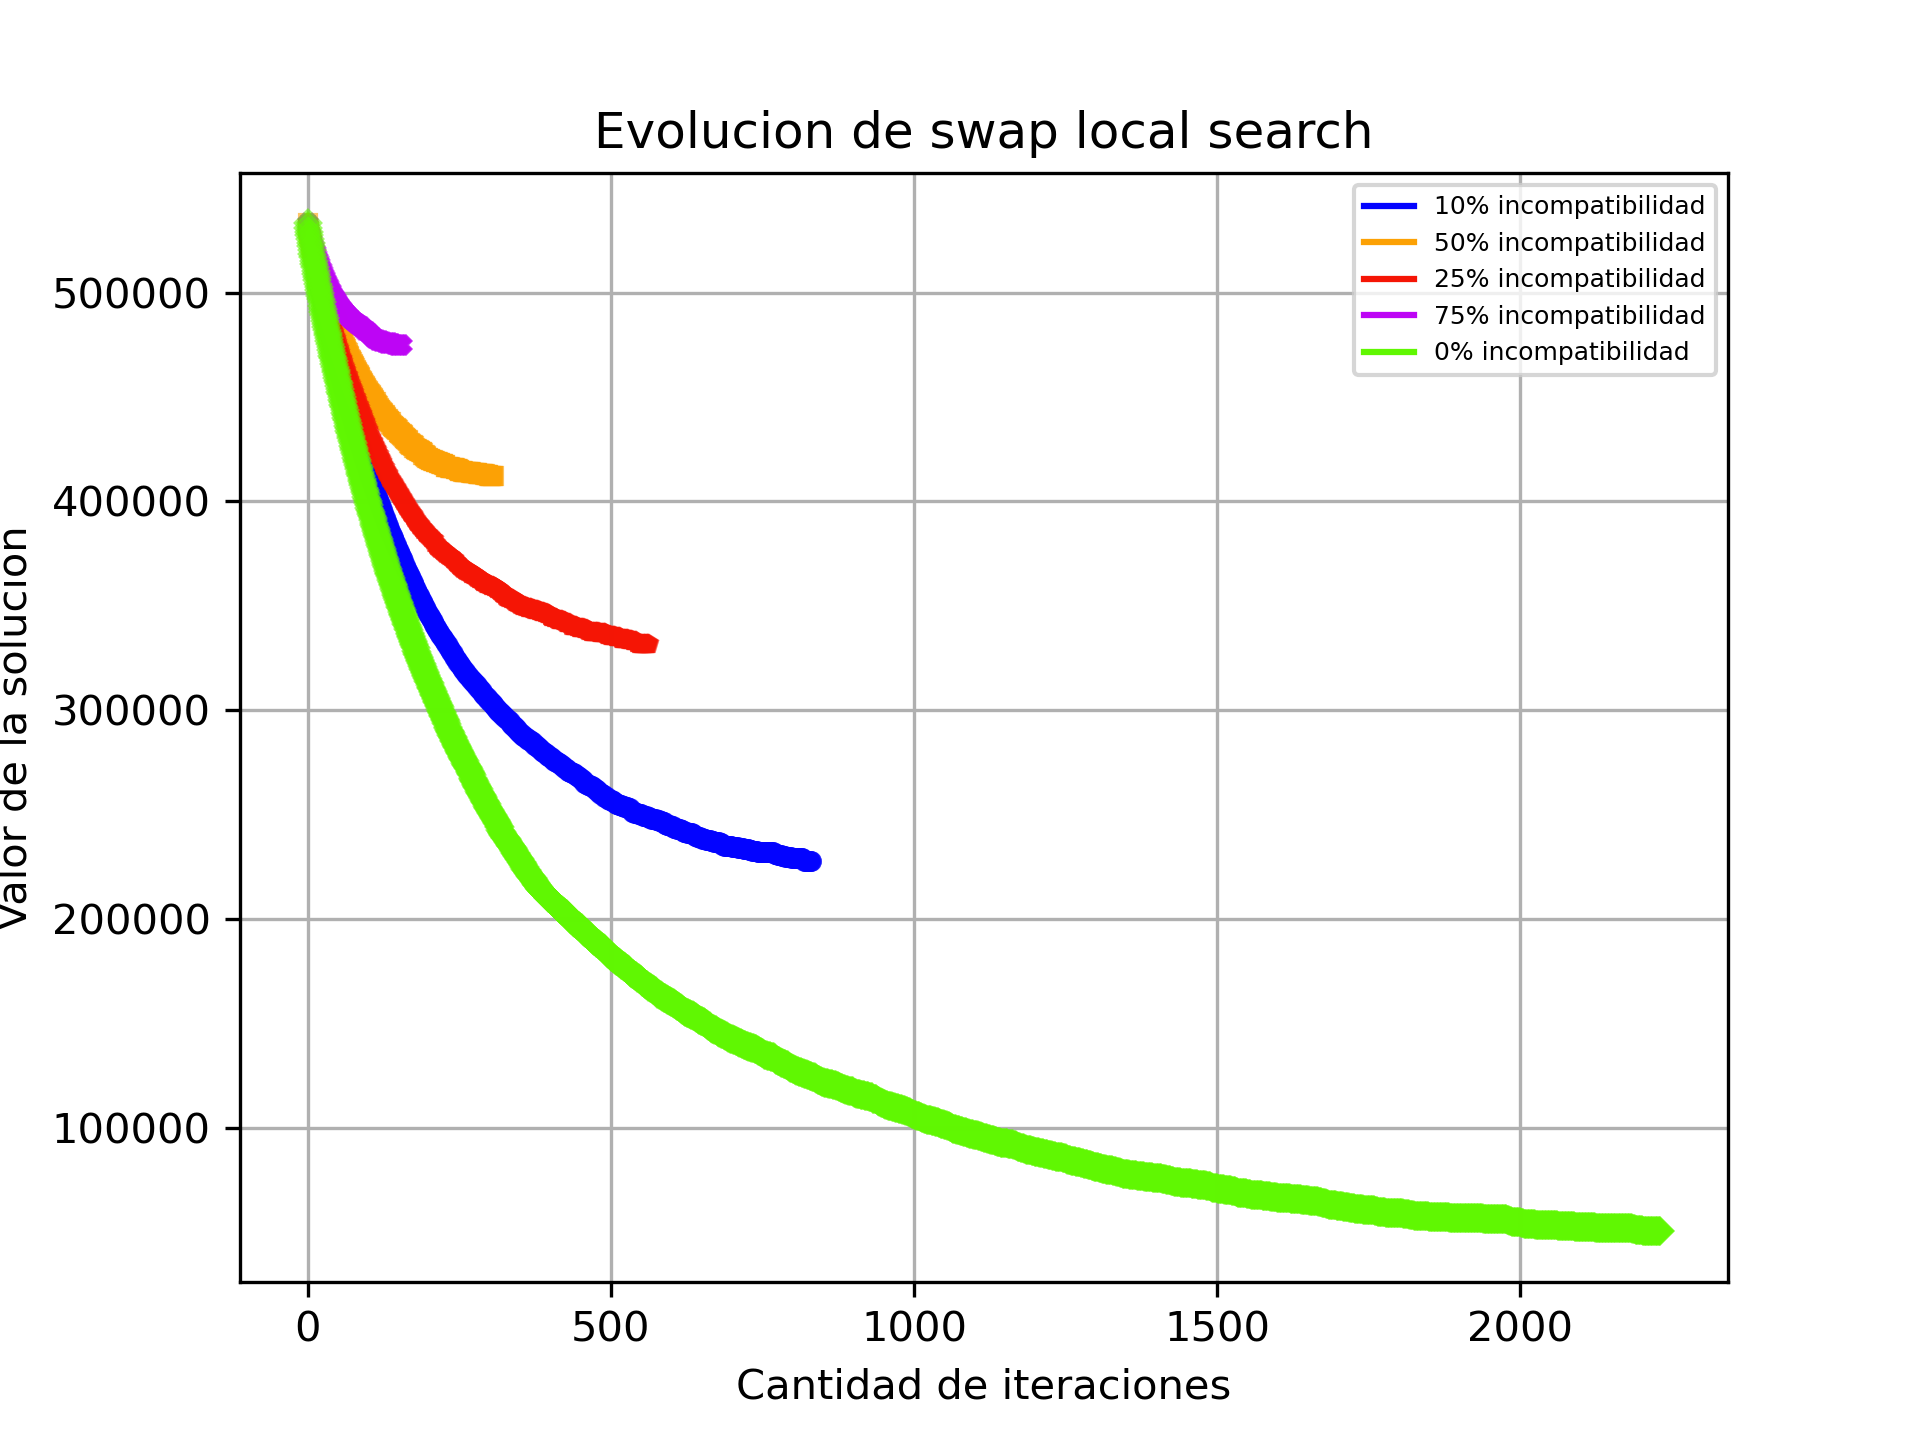 Evolucion de swap local search
10% incompatibilidad
50% incompatibilidad
25% incompatibilidad
75% incompatibilidad
0% incompatibilidad
500000
400000
300000
200000
100000
Valor de la solucion
0 500 1000 1500 2000
Cantidad de iteraciones